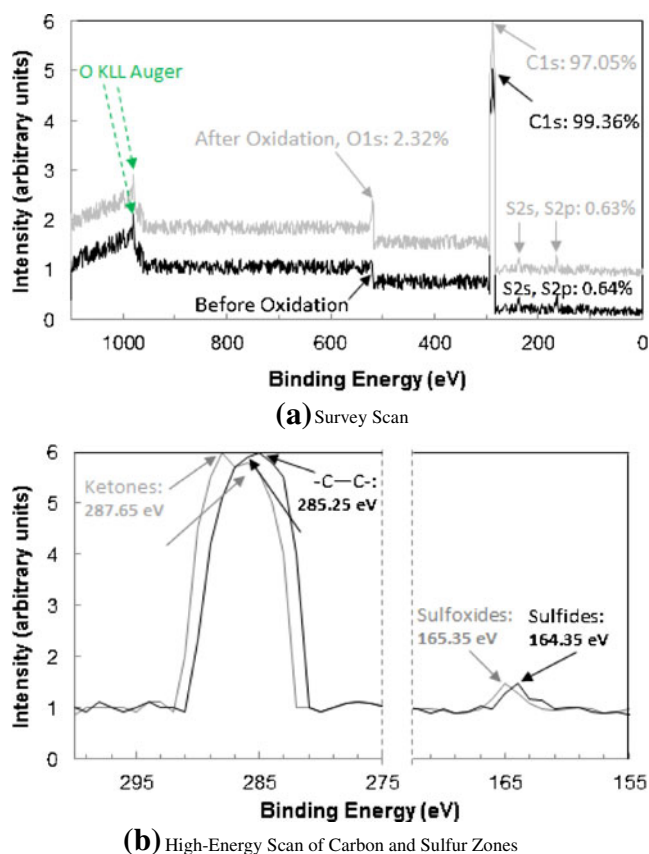 6
5
4
3
2
1
0
Intensity (arbitrary units)
O KLL Auger
C1s: 97.05%
C1s: 99.36%
After Oxidation, O1s: 2.32%
S2s, S2p: 0.63%
S2s, S2p: 0.64%
Before Oxidation
1000 800 600 400 200 0
Binding Energy (eV)
(a) Survey Scan
6
5
4
3
2
1
0
Intensity (arbitrary units)
Ketones:
287.65 eV
-C—C-:
285.25 eV
Sulfoxides:
165.35 eV
Sulfides:
164.35 eV
295 285 275 165 155
Binding Energy (eV)
(b) High-Energy Scan of Carbon and Sulfur Zones